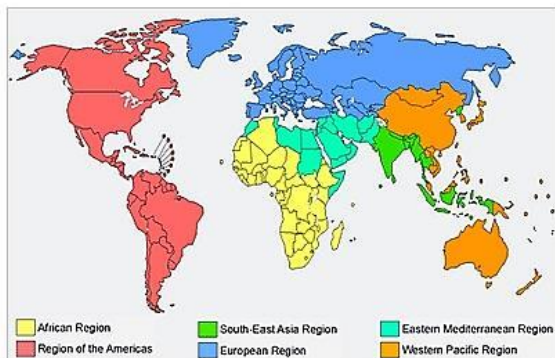 African Region
South-East Asia Region
Eastern Mediterranean Region
Region of the Americas
European Region
Western Pacific Region